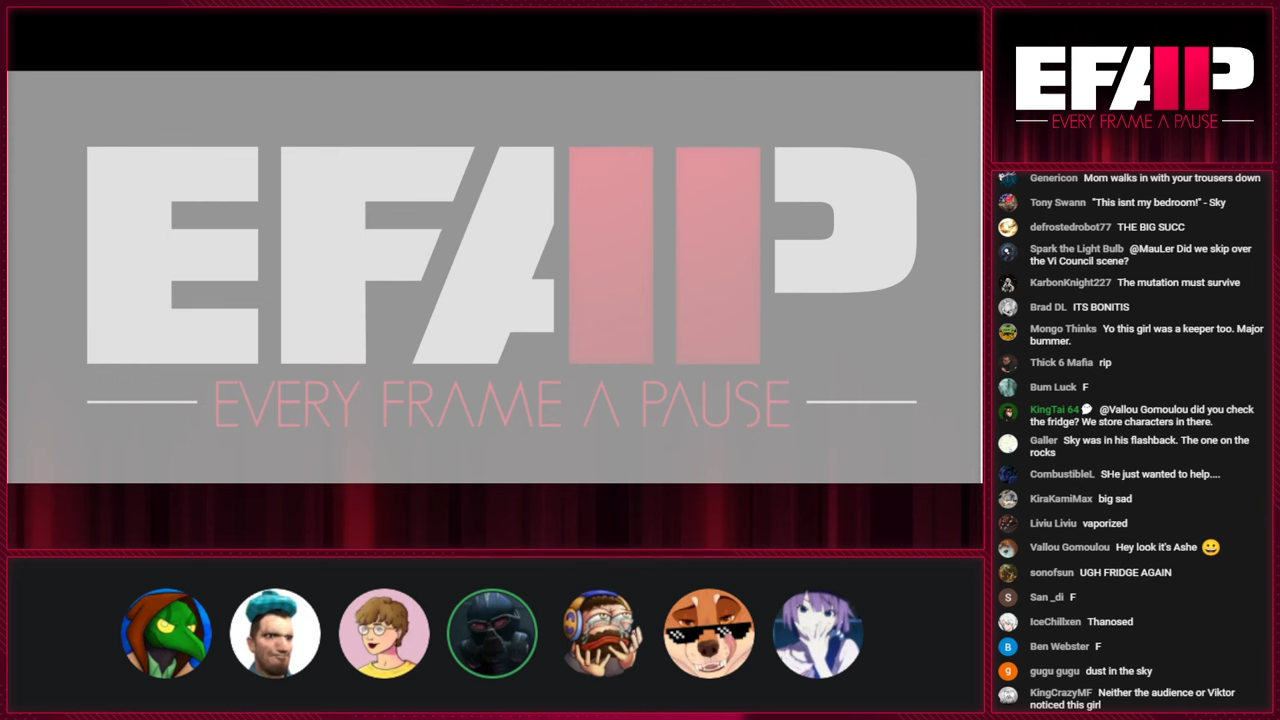 EFAP
EVERY FRAME A PAUSE
EFAP
EVERY FRAME A PAUSE
Genericon Mom walks in with your trousers down
Tony Swann "This isnt my bedroom!" - Sky
defrostedrobot77 THE BIG SUCC
Spark the Light Bulb @MauLer Did we skip over
the Vi Council scene?
KarbonKnight227 The mutation must survive
Brad DL ITS BONITIS
Mongo Thinks Yo this girl was a keeper too. Major
bummer.
Thick 6 Mafia rip
Bum Luck F
KingTai 64 @Vallou Gomoulou did you check
the fridge? We store characters in there.
Galler Sky was in his flashback. The one on the
rocks
CombustibleL SHe just wanted to help....
KiraKamiMax big sad
Liviu Liviu vaporized
Vallou Gomoulou Hey look it's Ashe 😀
sonofsun UGH FRIDGE AGAIN
S San _di F
IceChillxen Thanosed
B Ben Webster F
g gugu gugu dust in the sky
KingCrazyMF Neither the audience or Viktor
noticed this girl